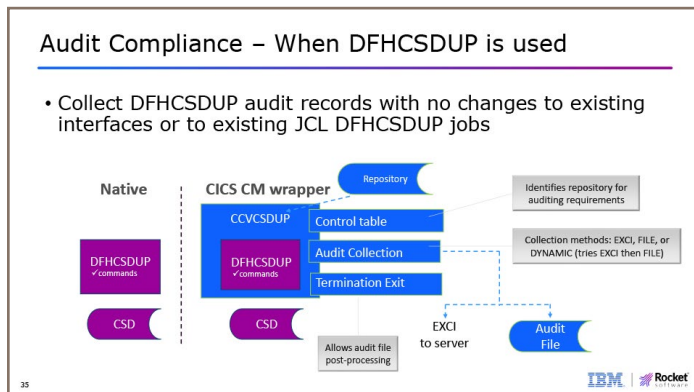 Audit Compliance – When DFHCSDUP is used
• Collect DFHCSDUP audit records with no changes to existing
interfaces or to existing JCL DFHCSDUP jobs
Native
CICS CM wrapper
Repository
Identifies repository for
auditing requirements
CCVCSDUP
Control table
DFHCSDUP
✓commands
DFHCSDUP
✓commands
Audit Collection
Collection methods: EXCI, FILE, or
DYNAMIC (tries EXCI then FILE)
Termination Exit
CSD
CSD
Allows audit file
post-processing
EXCI
to server
Audit
File
35
IBM
Rocket
software